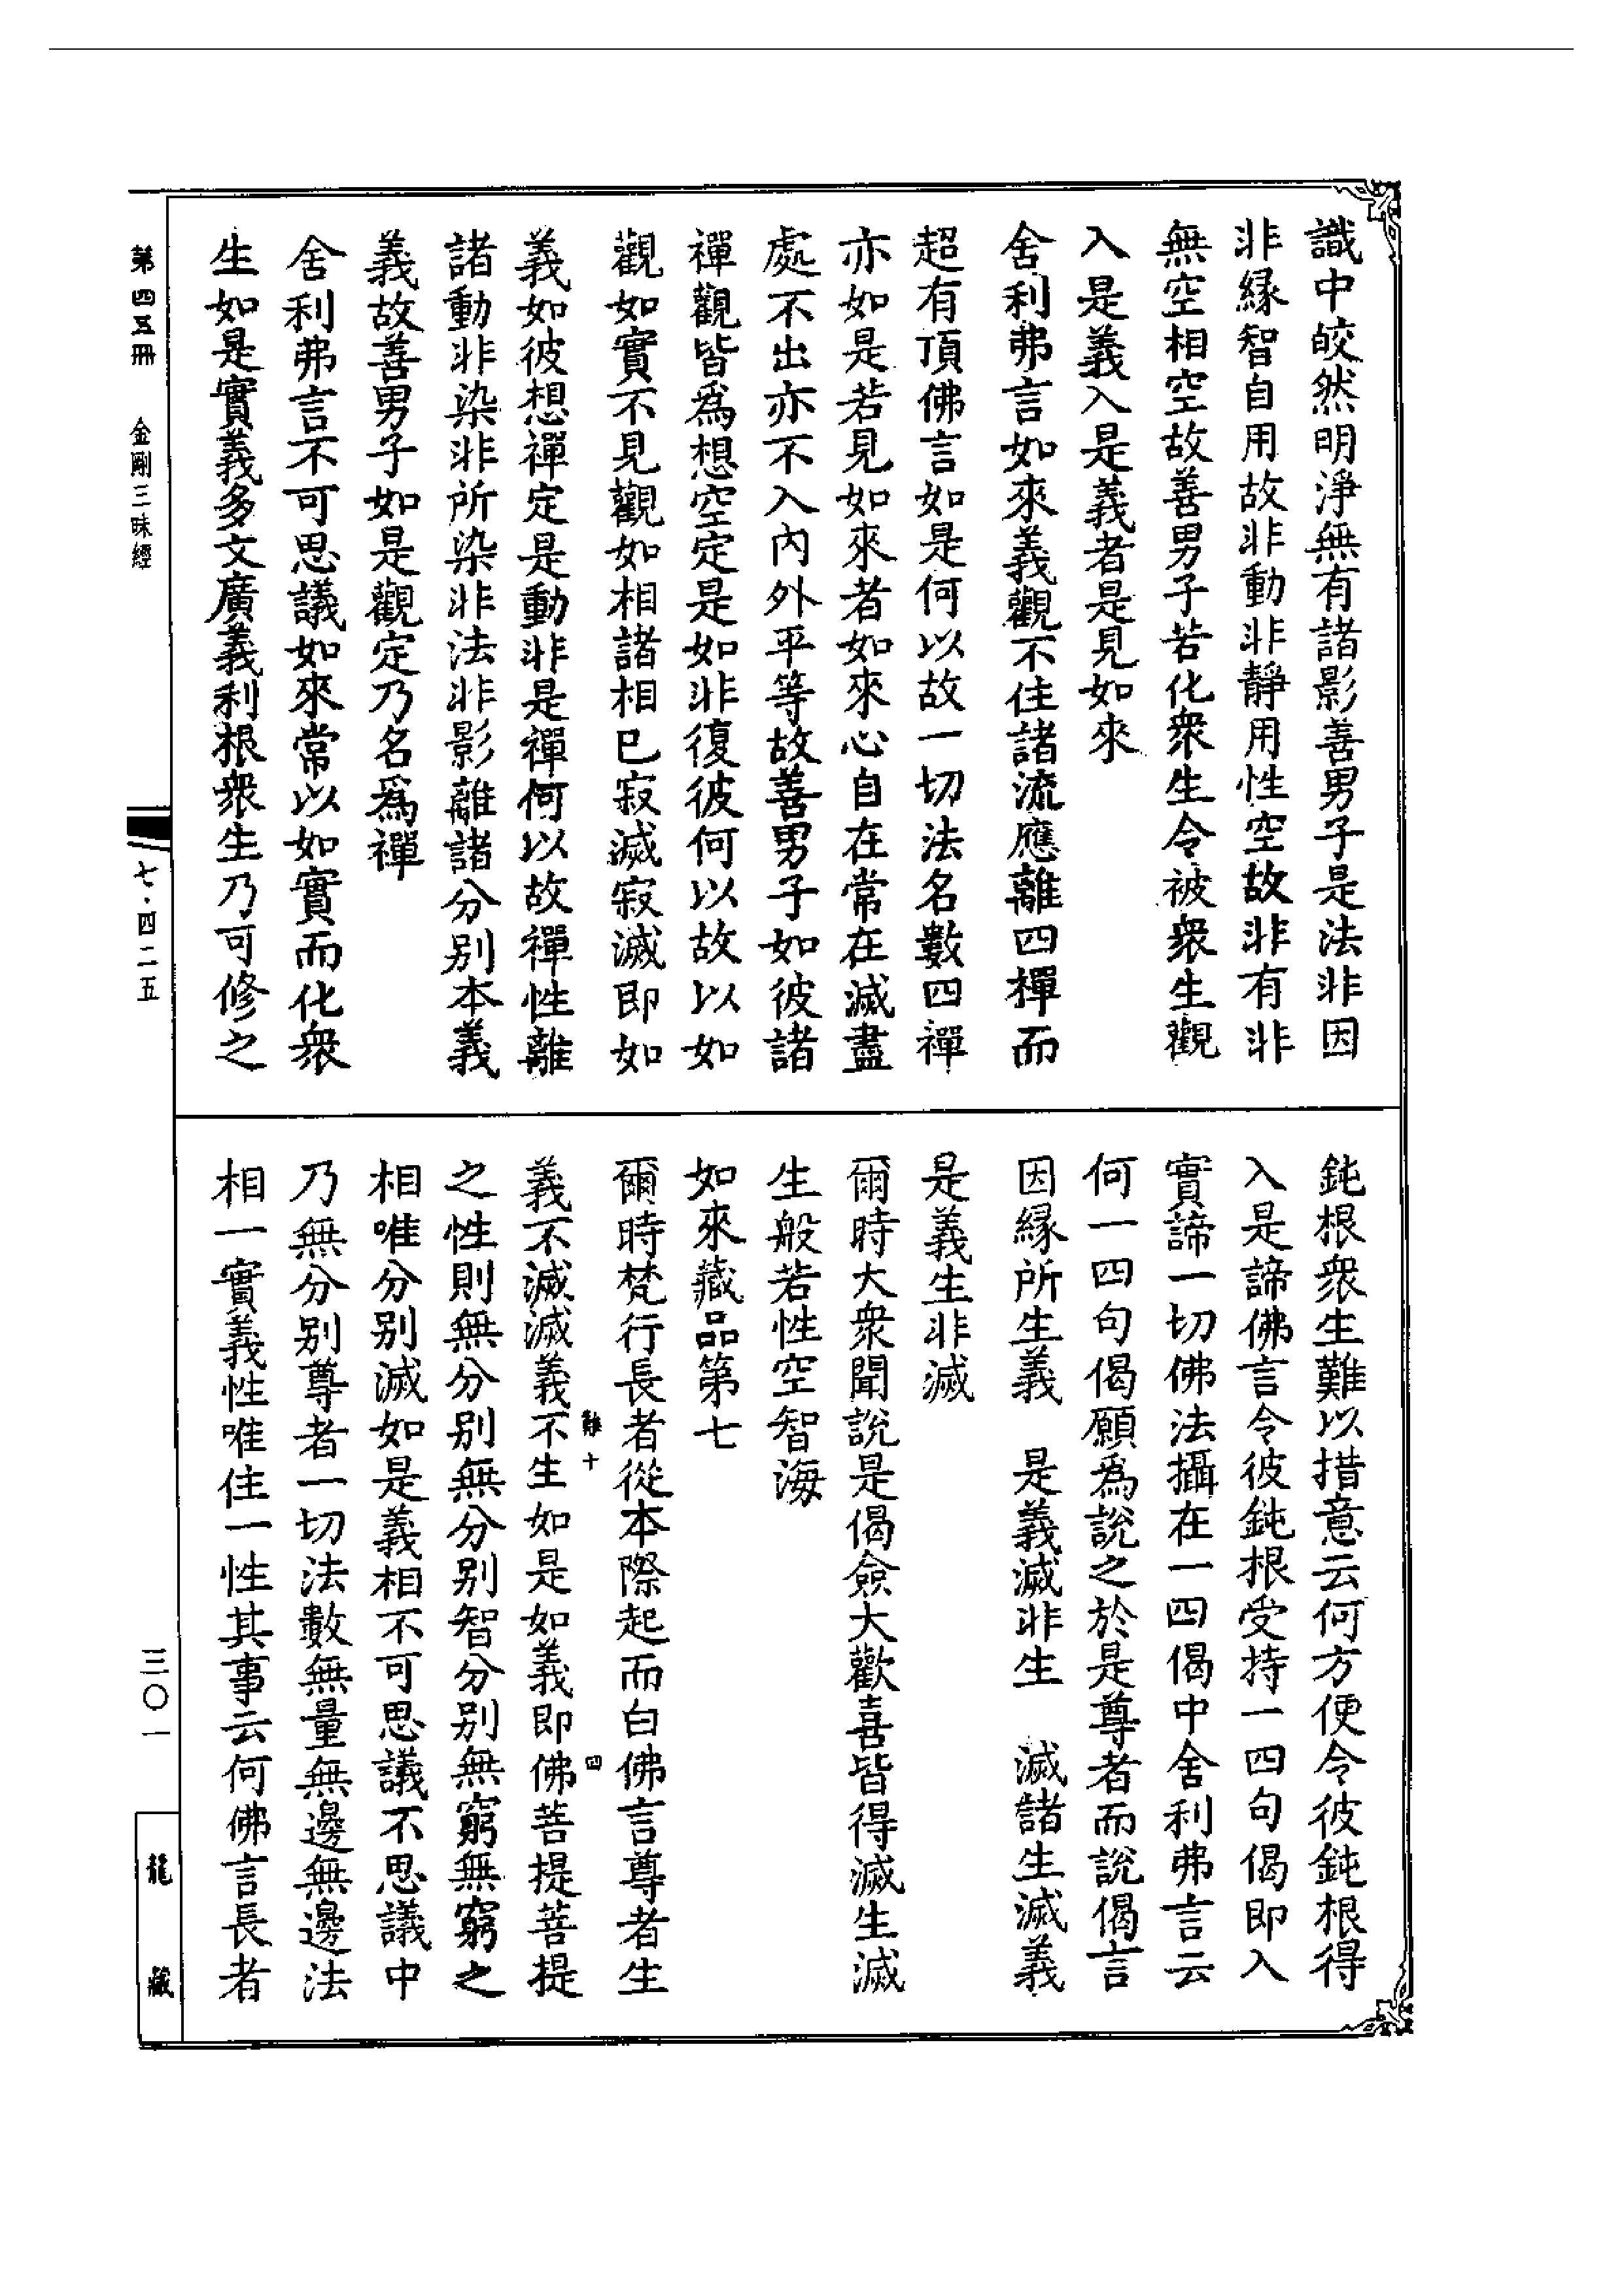 識中皎然明淨無有諸影善男子是法非因
非緣智自用故非動非靜用性空故非有非
無空相空故善男子若化衆生令被衆生觀
入是義入是義者是見如來
舍利弗言如來義觀不住諸流應離四禪而
超有頂佛言如是何以故一切法名數四禪
亦如是若見如來者如來心自在常在滅盡
處不出亦不入內外平等故善男子如彼諸
禪觀皆為想空定是如非復彼何以故以如
觀如實不見觀如相諸相已寂滅寂滅即如
義如彼想禪定是動非是禪何以故禪性離
諸動非染非所染非法非影離諸分別本義
義故善男子如是觀定乃名爲禪
舍利弗言不可思議如來常以如實而化衆
生如是實義多文廣義利根衆生乃可修之
鈍根衆生難以措意云何方便令彼鈍根得
入是諦佛言令彼鈍根受持一四句偈即入
實諦一切佛法攝在一四偈中舍利弗言云
何一四句偈願爲說之於是尊者而說偈言
因緣所生義　是義滅非生　滅諸生滅義
是義生非滅
爾時大衆聞說是偈僉大歡喜皆得滅生滅
生般若性空智海
如來藏品第七
爾時梵行長者從本際起而白佛言尊者生
難十　四
義不滅滅義不生如是如義即佛菩提菩提
之性則無分別無分別智分別無窮無窮之
相唯分別滅如是義相不可思議不思議中
乃無分別尊者一切法數無量無邊無邊法
相一實義性唯住一性其事云何佛言長者
第四五冊　金剛三昧經
七·四二五
三〇一
龍藏